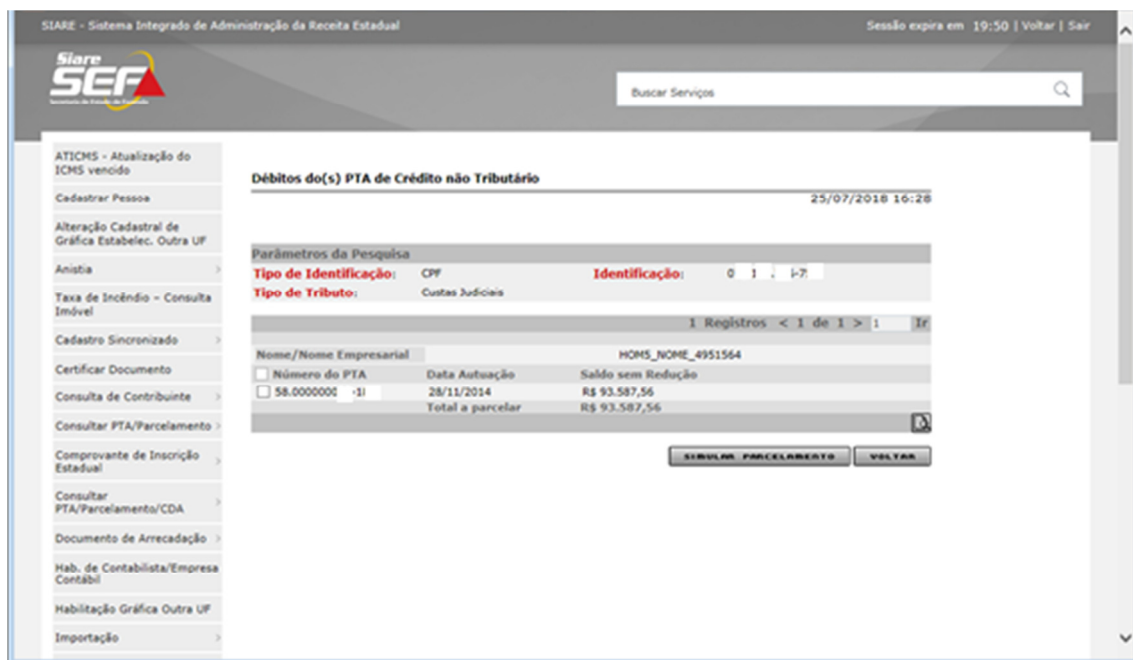 SIARE - Sistema Integrado de Administração da Receita Estadual
Sessão expira em 19:50 | Voltar | Sair
Siare
SEF
Buscar Serviços
ATICMS - Atualização do
ICMS vencido
Cadastrar Pessoa
Alteração Cadastral de
Gráfica Estabelec. Outra UF
Anistia
Taxa de Incêndio - Consulta
Imóvel
Cadastro Sincronizado
Certificar Documento
Consulta de Contribuinte
Consultar PTA/Parcelamento
Comprovante de Inscrição
Estadual
Consultar
PTA/Parcelamento/CDA
Documento de Arrecadação
Hab. de Contabilista/Empresa
Contábil
Habilitação Gráfica Outra UF
Importação
Débitos do(s) PTA de Crédito não Tributário
25/07/2018 16:28
Parâmetros da Pesquisa
Tipo de Identificação: CPF Identificação:
Tipo de Tributo: Custas Judiciais
1 Registros < 1 de 1 > 1 Ir
Nome/Nome Empresarial HOM5_NOME_4951564
Número do PTA Data Autuação Saldo sem Redução
58.0000000 28/11/2014 R$ 93.587,56
Total a parcelar R$ 93.587,56
SIMULAR PARCELAMENTO VOLTAR